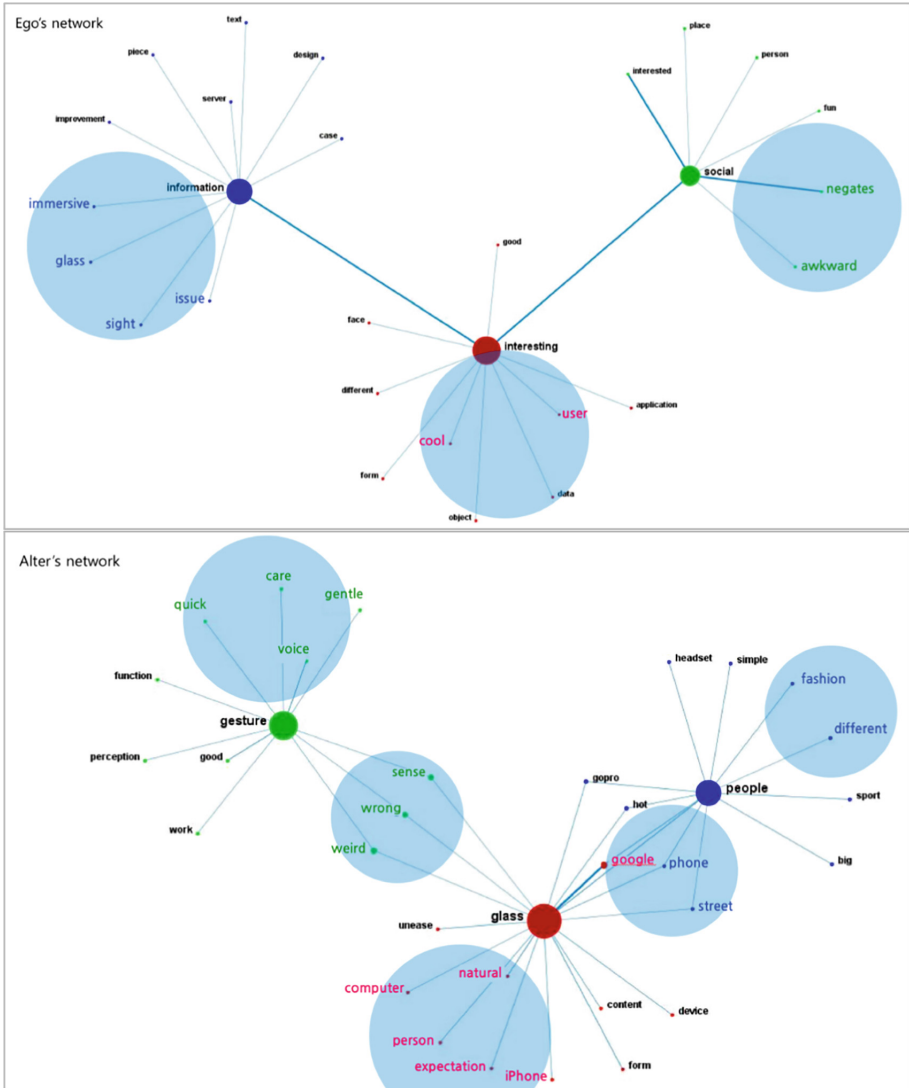 Ego's network
text
piece
design
server
improvement
case
information
immersive
glass
issue
sight
place
person
interested
fun
social
negates
awkward
good
face
interesting
different
application
user
cool
form
data
object
Alter's network
care
quick
gentle
voice
function
gesture
perception
good
work
sense
wrong
weird
headset
simple
fashion
different
gopro
people
sport
hot
google
phone
big
street
glass
unease
natural
computer
content
device
person
expectation
iPhone
form